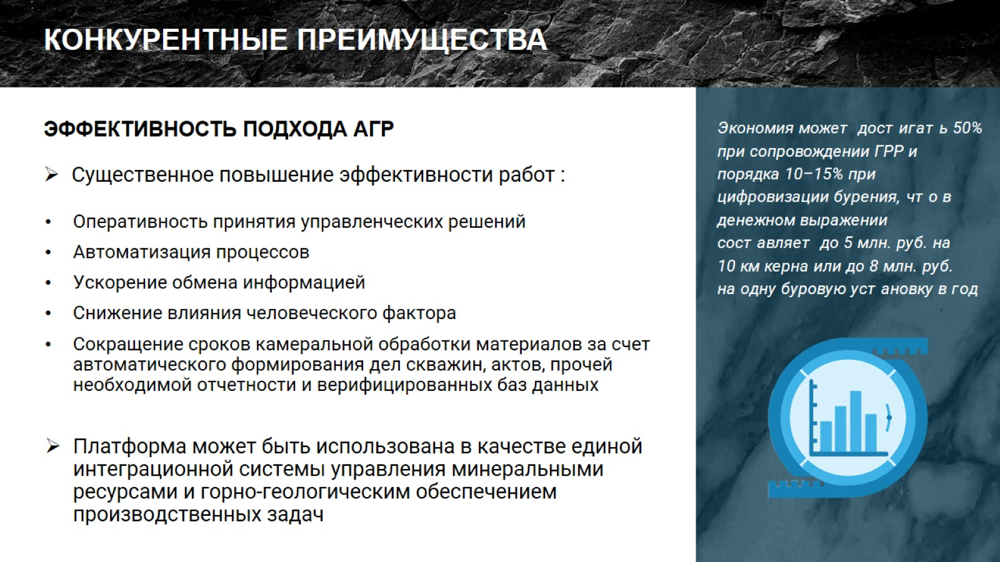 КОНКУРЕНТНЫЕ ПРЕИМУЩЕСТВА
ЭФФЕКТИВНОСТЬ ПОДХОДА АГР
➢ Существенное повышение эффективности работ :
• Оперативность принятия управленческих решений
• Автоматизация процессов
• Ускорение обмена информацией
• Снижение влияния человеческого фактора
• Сокращение сроков камеральной обработки материалов за счет
автоматического формирования дел скважин, актов, прочей
необходимой отчетности и верифицированных баз данных
➢ Платформа может быть использована в качестве единой
интеграционной системы управления минеральными
ресурсами и горно-геологическим обеспечением
производственных задач
Экономия может дост игат ь 50%
при сопровождении ГРР и
порядка 10–15% при
цифровизации бурения, чт о в
денежном выражении
сост авляет до 5 млн. руб. на
10 км керна или до 8 млн. руб.
на одну буровую уст ановку в год